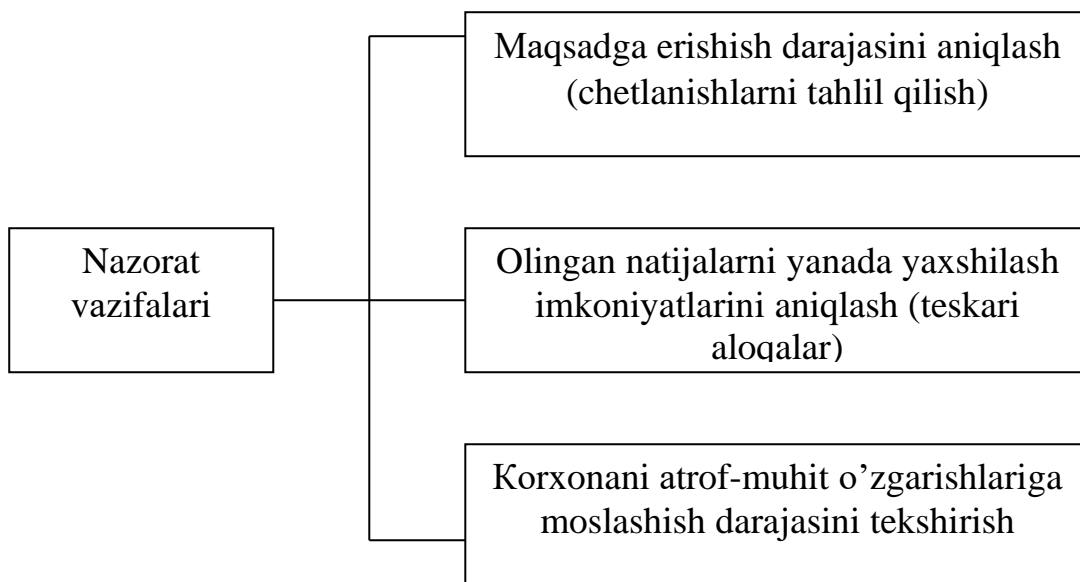 Maqsadga erishish darajasini aniqlash
(chetlanishlarni tahlil qilish)
Nazorat
vazifalari
Olingan natijalarni yanada yaxshilash
imkoniyatlarini aniqlash (teskari
aloqalar)
Korxonani atrof-muhit o’zgarishlariga
moslashish darajasini tekshirish